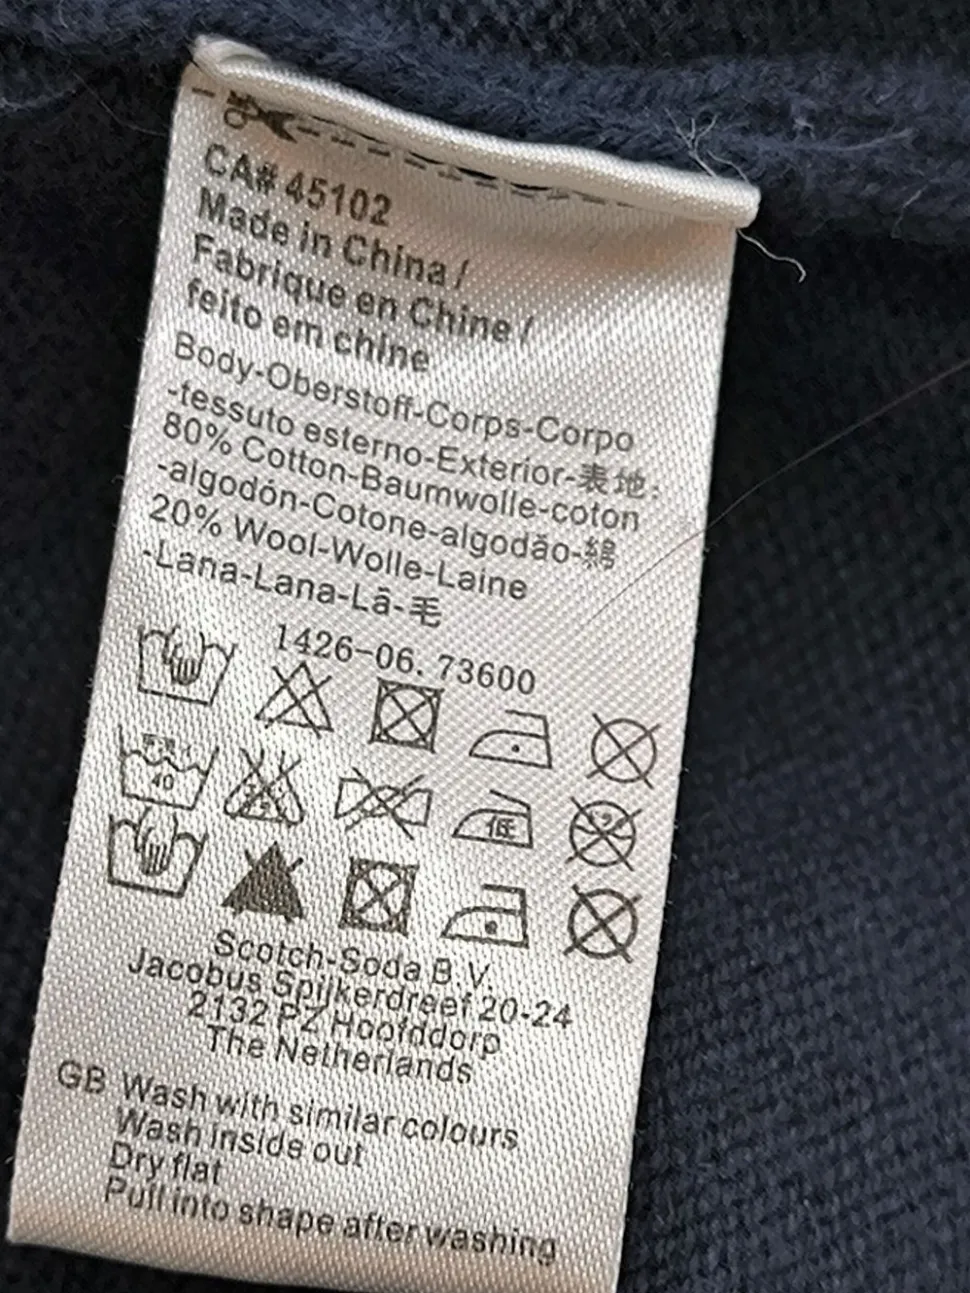 CA# 45102
Made in China /
Fabrique en Chine /
feito em chine
Body-Oberstoff-Corps-Corpo
-tessuto esterno-Exterior-表地:
80% Cotton-Baumwolle-coton
-algodón-Cotone-algodão-綿
20% Wool-Wolle-Laine
-Lana-Lana-Lã-毛
1426-06. 73600
40
低
Scotch-Soda B.V.
Jacobus Spijkerdreef 20-24
2132 PZ Hoofddorp
The Netherlands
GB Wash with similar colours
Wash inside out
Dry flat
Pull into shape after washing